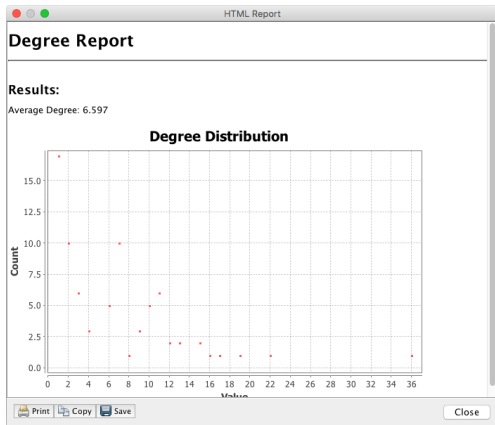 HTML Report
Degree Report
Results:
Average Degree: 6.597
Degree Distribution
15.0
12.5
10.0
7.5
5.0
2.5
0.0
Count
0 2 4 6 8 10 12 14 16 18 20 22 24 26 28 30 32 34 36
Value
Print Copy Save Close